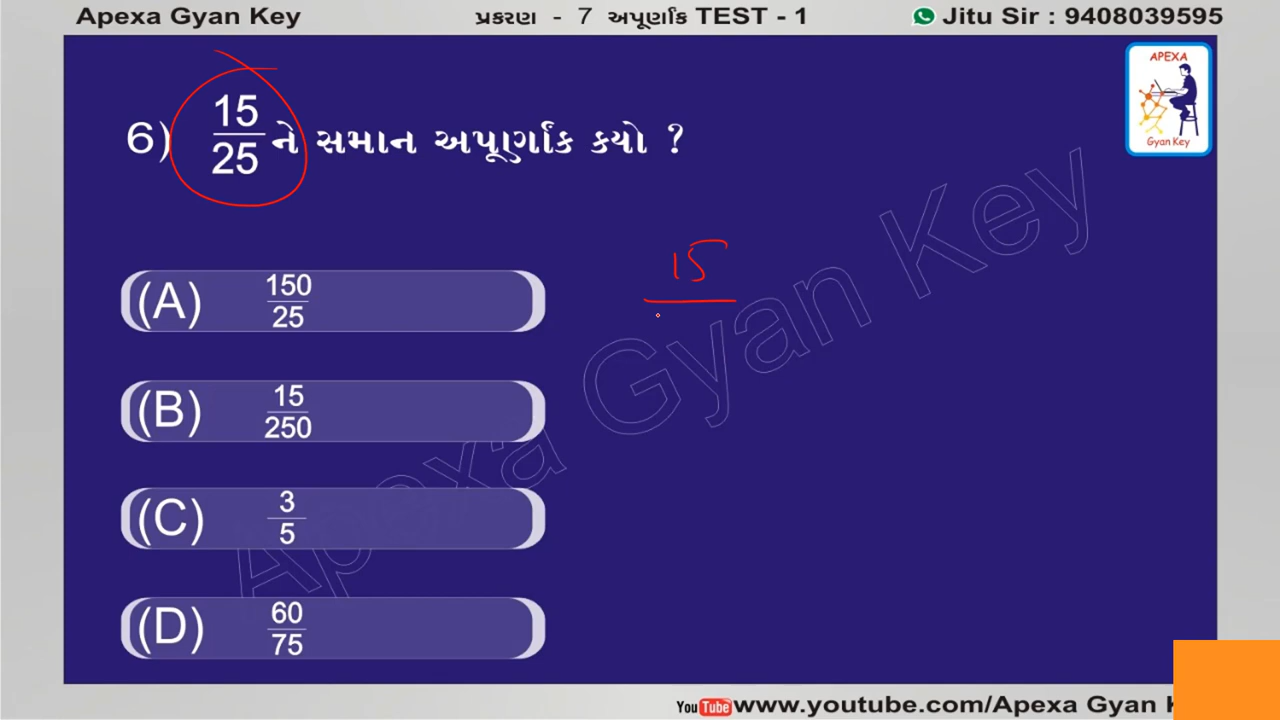 Apexa Gyan Key પ્રકરણ - 7 અપૂર્ણાંક TEST - 1 Jitu Sir : 9408039595
APEXA
Gyan Key
6) 15/25 ને સમાન અપૂર્ણાંક કયો ?
15
(A) 150/25
(B) 15/250
(C) 3/5
(D) 60/75
Apexa Gyan Key
YouTube www.youtube.com/Apexa Gyan